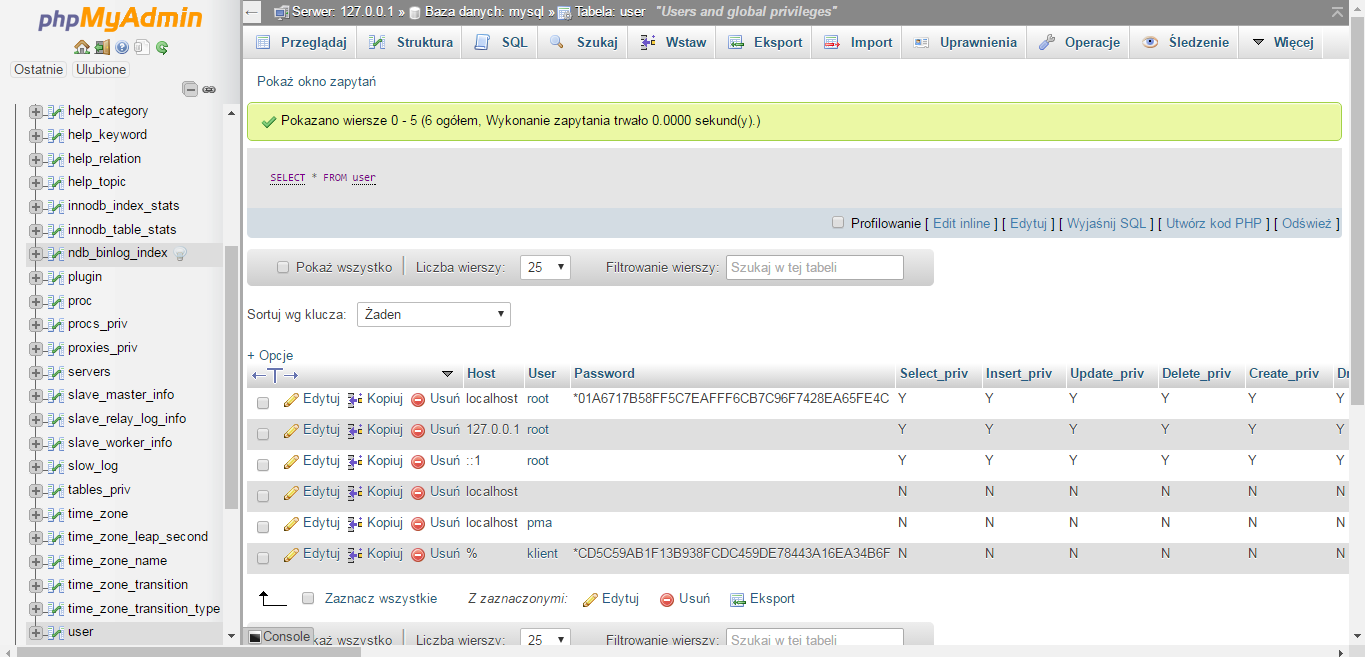 phpMyAdmin
Ostatnie Ulubione
help_category
help_keyword
help_relation
help_topic
innodb_index_stats
innodb_table_stats
ndb_binlog_index
plugin
proc
procs_priv
proxies_priv
servers
slave_master_info
slave_relay_log_info
slave_worker_info
slow_log
tables_priv
time_zone
time_zone_leap_second
time_zone_name
time_zone_transition
time_zone_transition_type
user
Serwer: 127.0.0.1 » Baza danych: mysql » Tabela: user "Users and global privileges"
Przeglądaj Struktura SQL Szukaj Wstaw Eksport Import Uprawnienia Operacje Śledzenie Więcej
Pokaż okno zapytań
Pokazano wiersze 0 - 5 (6 ogółem, Wykonanie zapytania trwało 0.0000 sekund(y).)
SELECT * FROM user
Profilowanie [ Edit inline ] [ Edytuj ] [ Wyjaśnij SQL ] [ Utwórz kod PHP ] [ Odśwież ]
Pokaż wszystko Liczba wierszy: 25 Filtrowanie wierszy: Szukaj w tej tabeli
Sortuj wg klucza: Żaden
+ Opcje
←T→ Host User Password Select_priv Insert_priv Update_priv Delete_priv Create_priv Dr
Edytuj Kopiuj Usuń localhost root *01A6717B58FF5C7EAFFF6CB7C96F7428EA65FE4C Y Y Y Y Y Y
Edytuj Kopiuj Usuń 127.0.0.1 root Y Y Y Y Y Y
Edytuj Kopiuj Usuń ::1 root Y Y Y Y Y Y
Edytuj Kopiuj Usuń localhost N N N N N N
Edytuj Kopiuj Usuń localhost pma N N N N N N
Edytuj Kopiuj Usuń % klient *CD5C59AB1F13B938FCDC459DE78443A16EA34B6F N N N N N N
Zaznacz wszystkie Z zaznaczonymi: Edytuj Usuń Eksport
Console każ wszystko Liczba wierszy: 25 Filtrowanie wierszy: Szukaj w tej tabeli